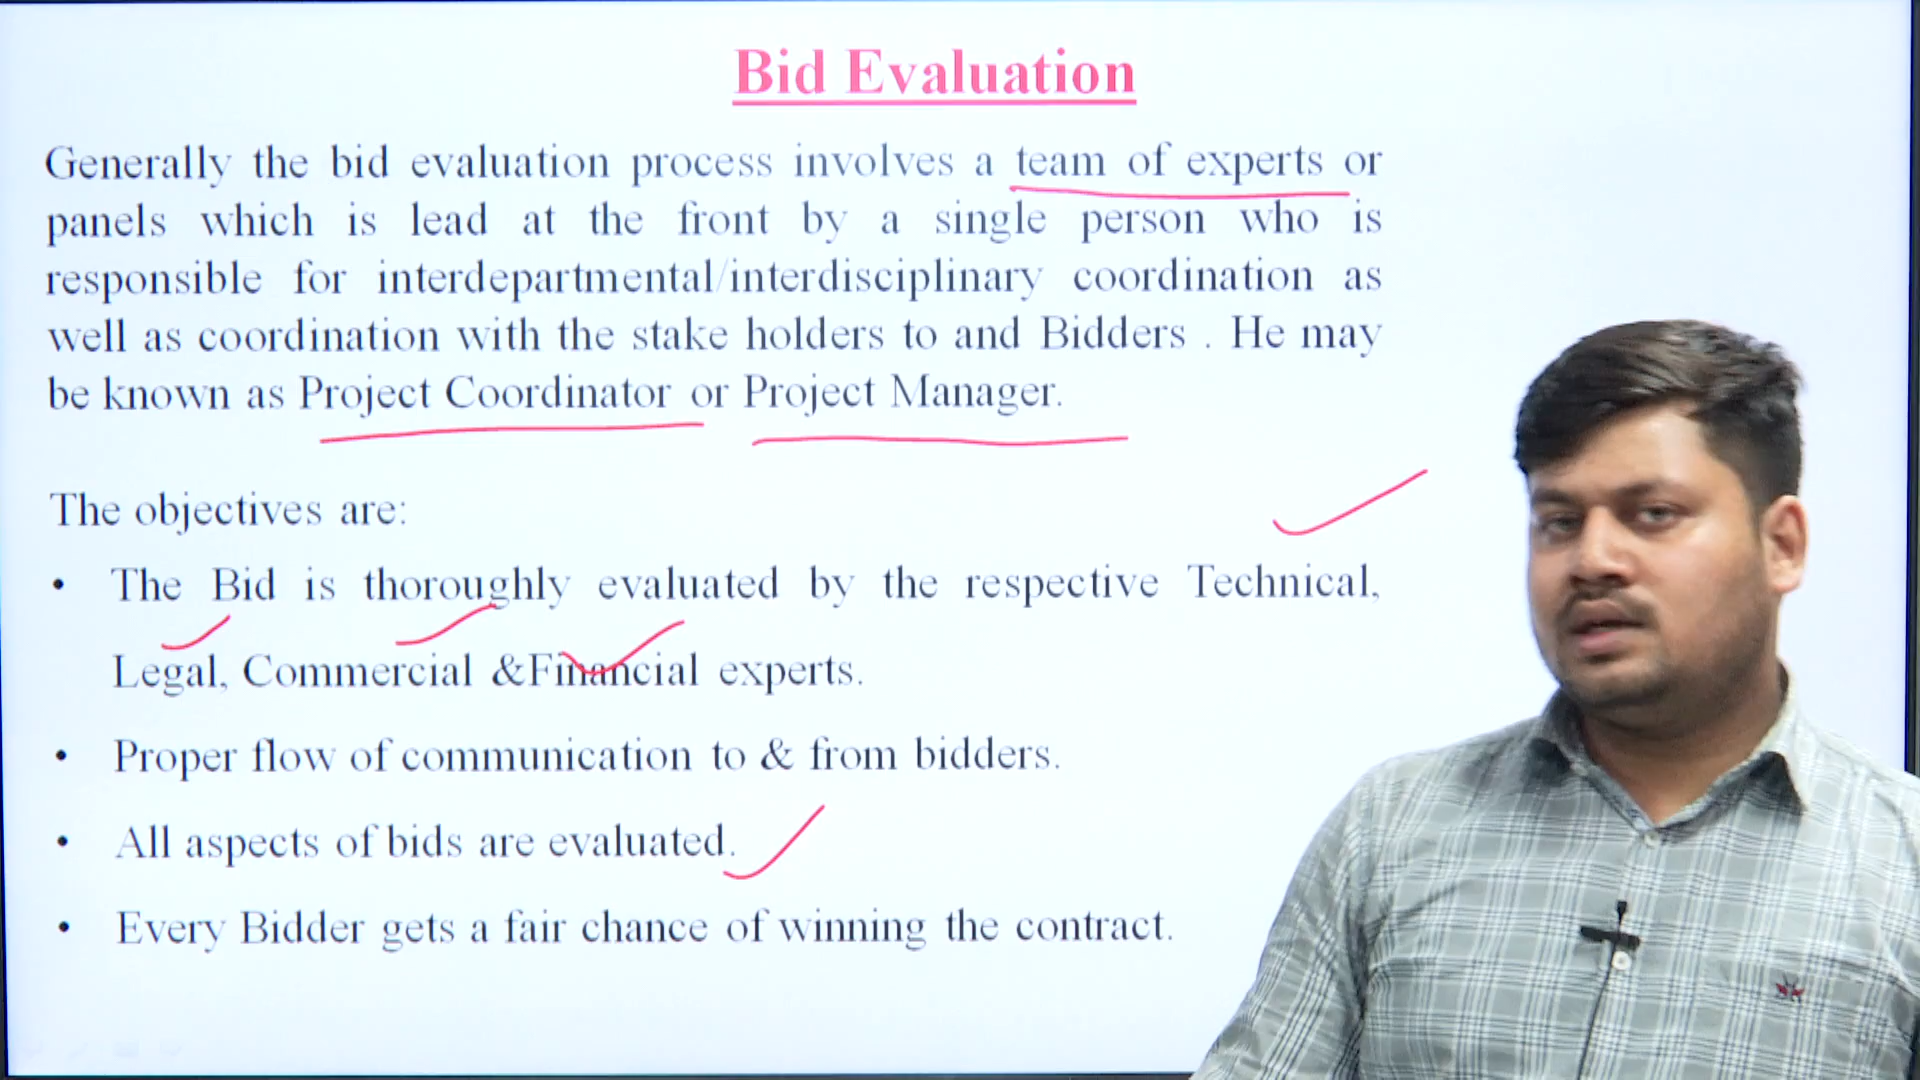 Bid Evaluation
Generally the bid evaluation process involves a team of experts or
panels which is lead at the front by a single person who is
responsible for interdepartmental/interdisciplinary coordination as
well as coordination with the stake holders to and Bidders . He may
be known as Project Coordinator or Project Manager.
The objectives are:
• The Bid is thoroughly evaluated by the respective Technical,
Legal, Commercial &Financial experts.
• Proper flow of communication to & from bidders.
• All aspects of bids are evaluated.
• Every Bidder gets a fair chance of winning the contract.